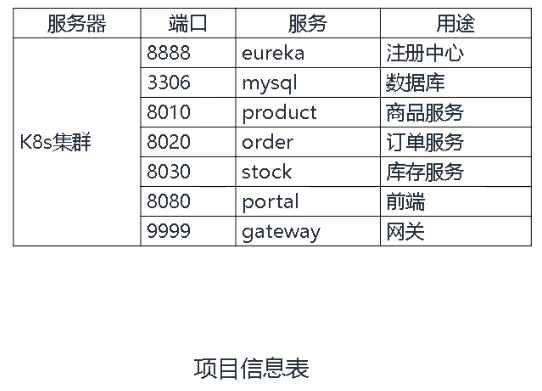 服务器 端口 服务 用途
8888 eureka 注册中心
3306 mysql 数据库
8010 product 商品服务
K8s集群 8020 order 订单服务
8030 stock 库存服务
8080 portal 前端
9999 gateway 网关
项目信息表